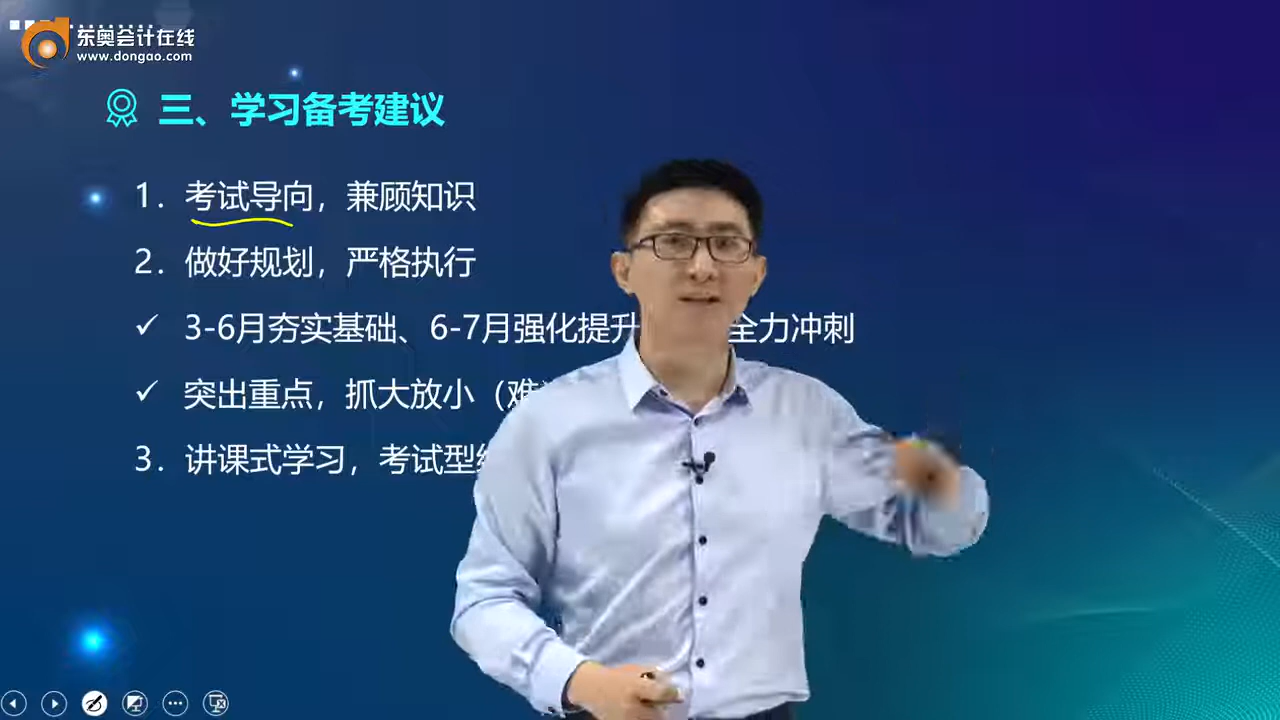 东奥会计在线
www.dongao.com
三、学习备考建议
1. 考试导向，兼顾知识
2. 做好规划，严格执行
✓ 3-6月夯实基础、6-7月强化提升 全力冲刺
✓ 突出重点，抓大放小（难
3. 讲课式学习，考试型